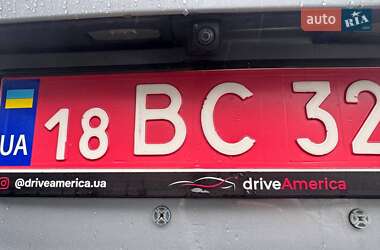 auto RIA
UA 18 BC 32
@driveamerica.ua driveAmerica